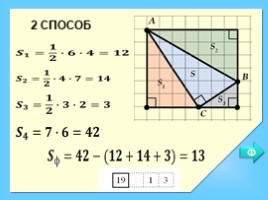 2 СПОСОБ
S₁ = 1/2 · 6 · 4 = 12
S₂ = 1/2 · 4 · 7 = 14
S₃ = 1/2 · 3 · 2 = 3
S₄ = 7 · 6 = 42
Sф = 42 − (12 + 14 + 3) = 13
A
S₂
S
B
S₁
S₃
C
Ф
19 1 3